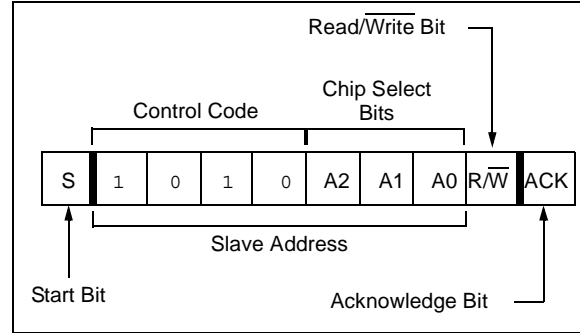 Read/Write Bit
Chip Select
Bits
Control Code
S 1 0 1 0 A2 A1 A0 R/W ACK
Slave Address
Start Bit
Acknowledge Bit